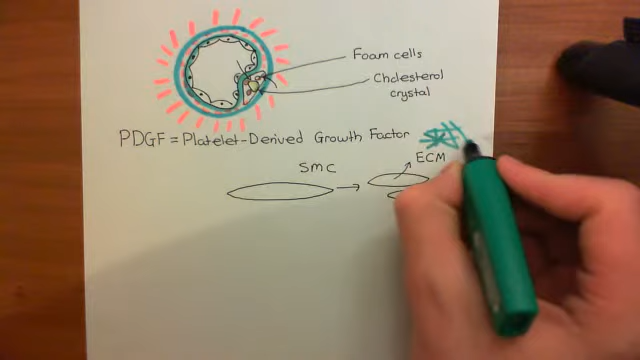 Foam cells
Cholesterol
crystal
PDGF = Platelet-Derived Growth Factor
ECM
SMC